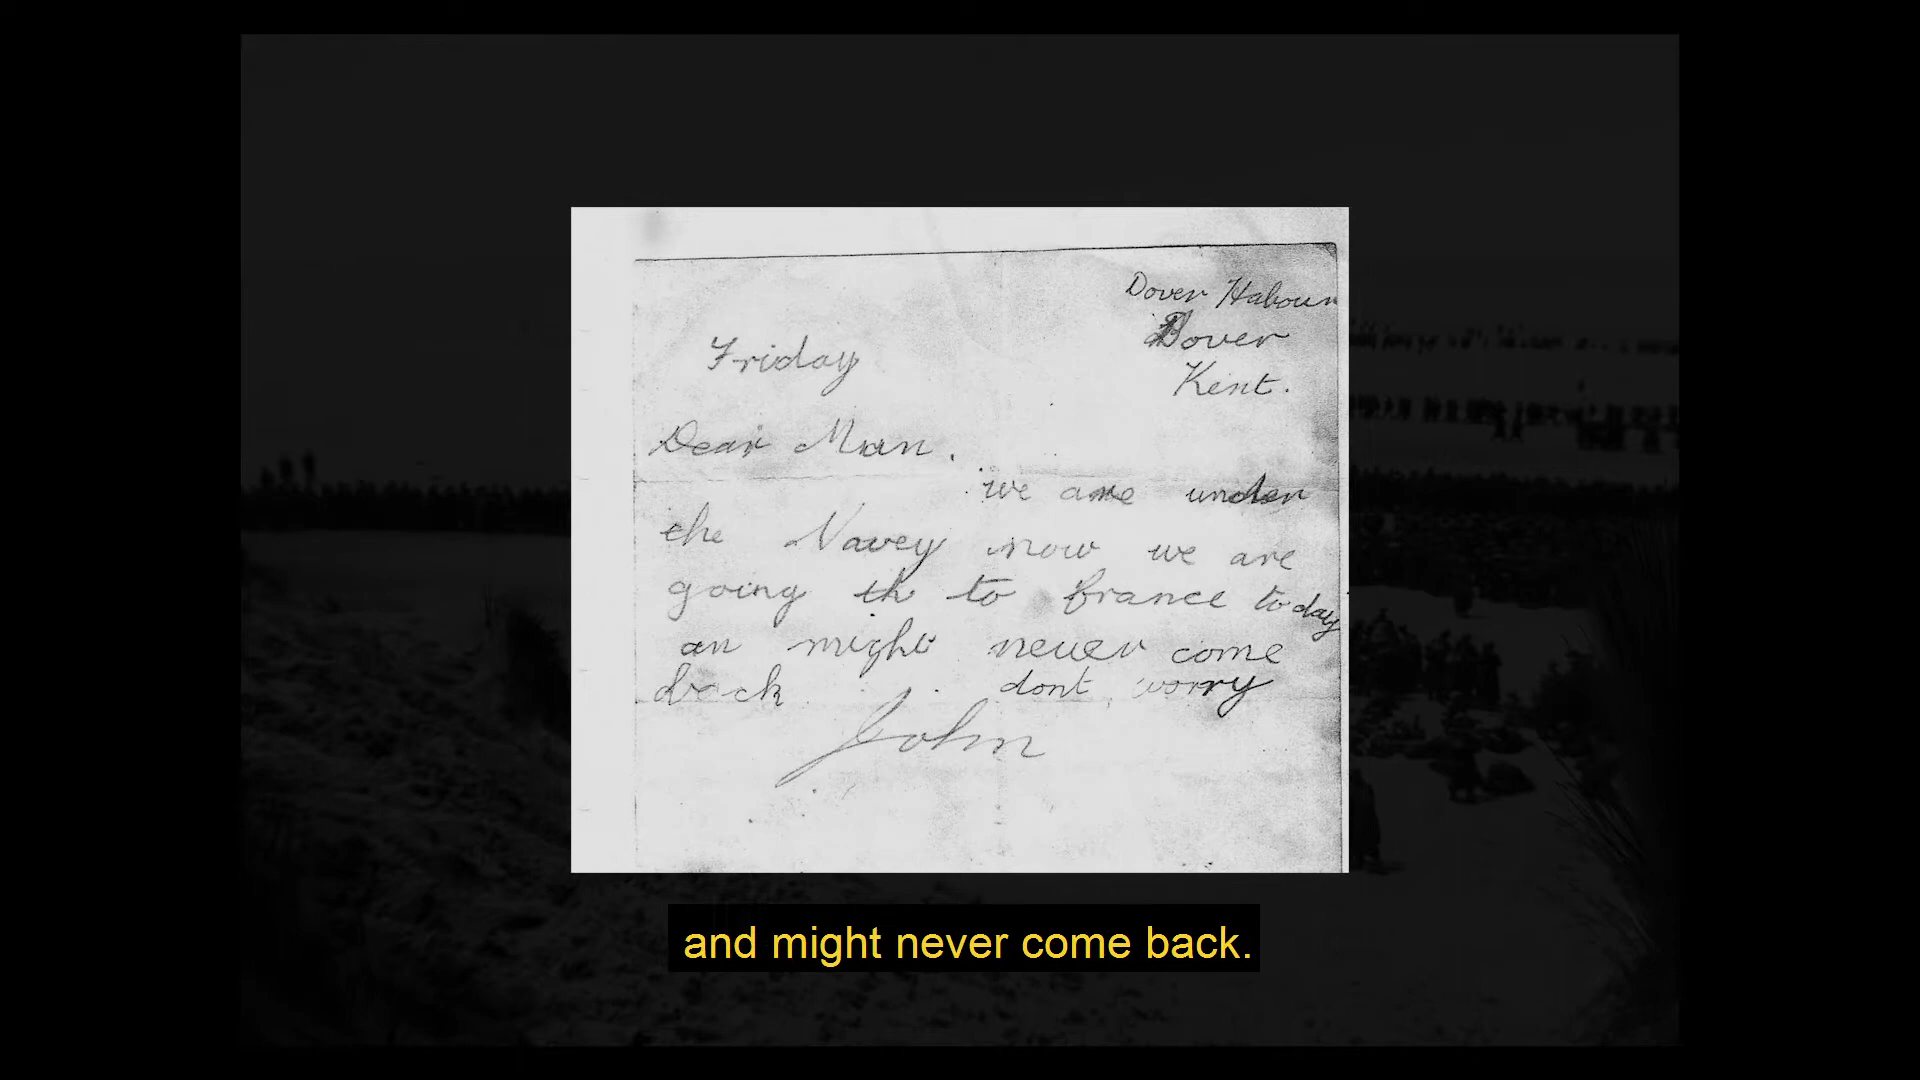 Dover Habour
Dover
Kent.
Friday
Dear Mum.
we are under
the Navey now we are
going th to france today
an might never come
back dont worry
John
and might never come back.